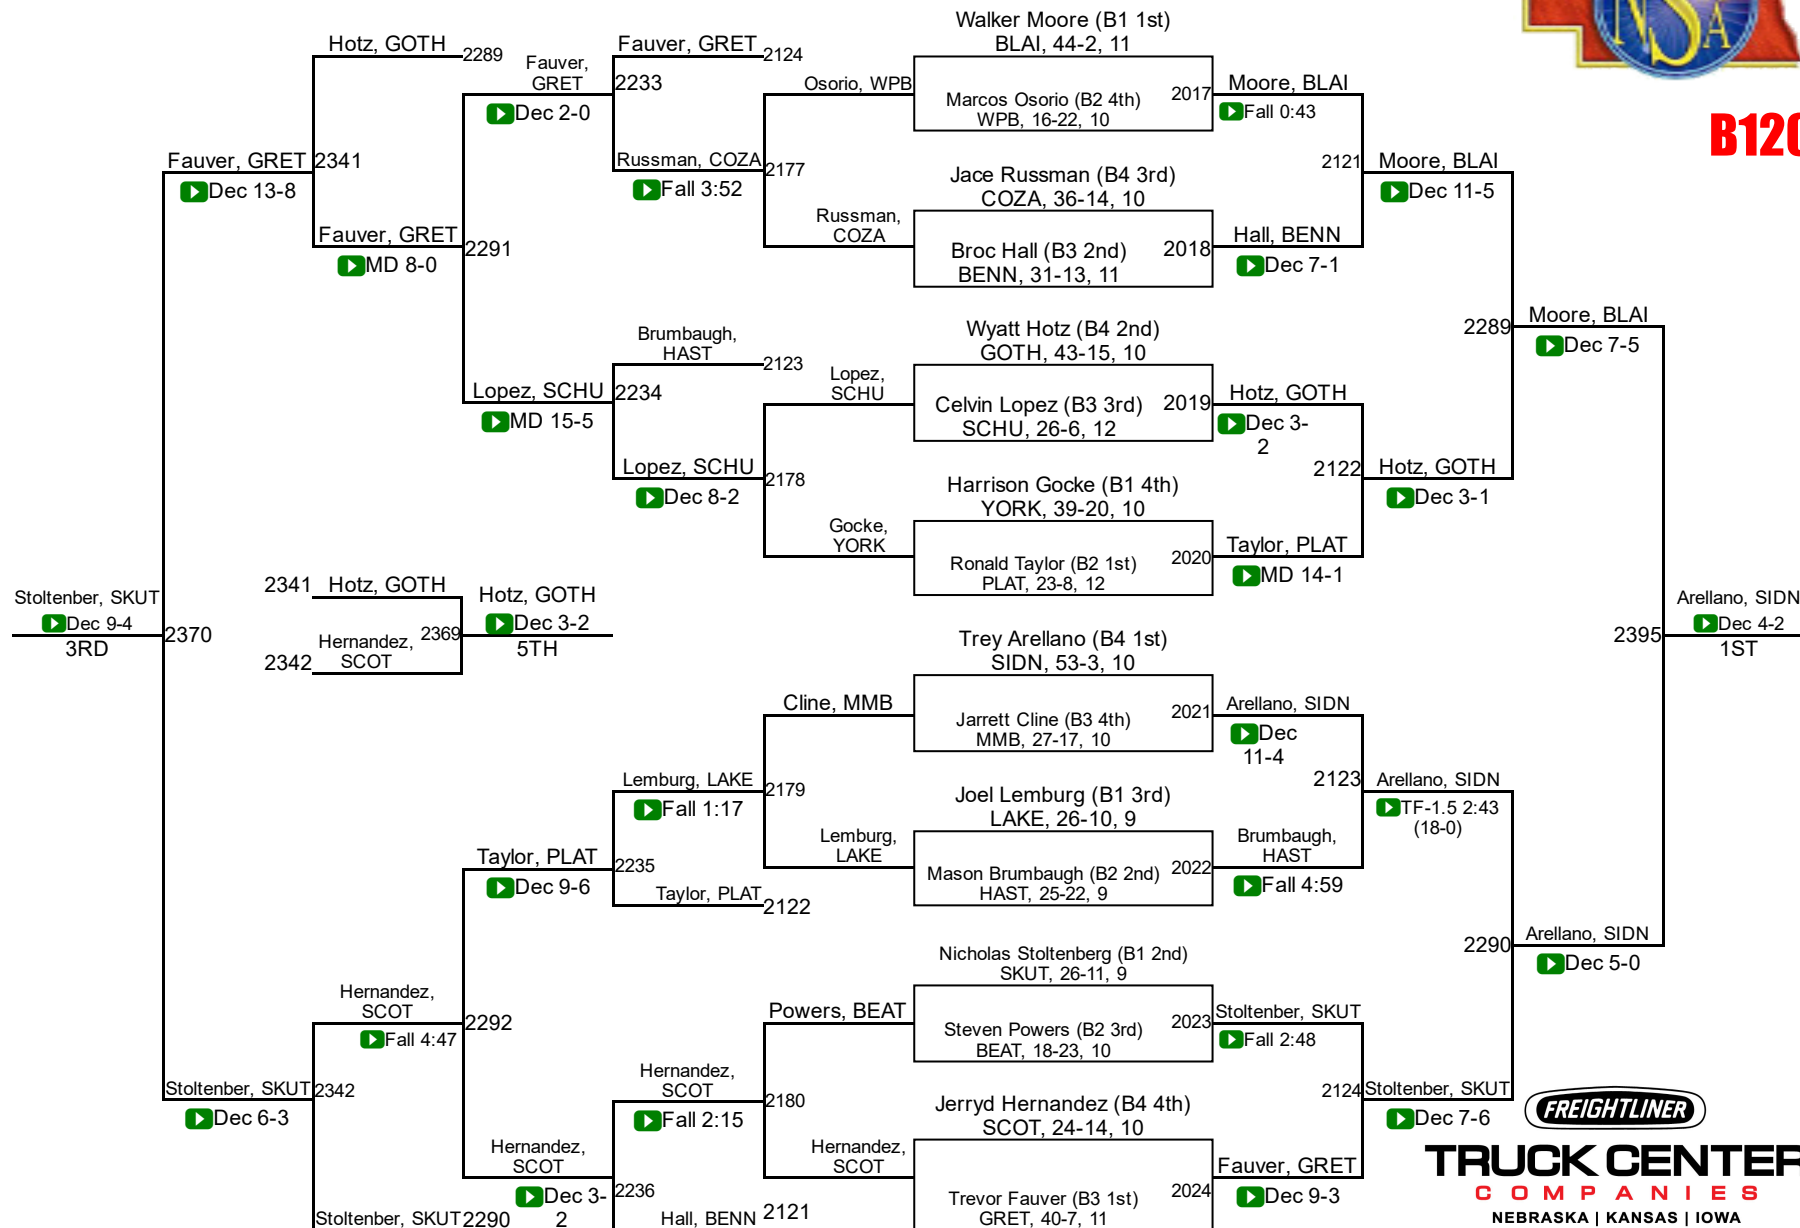 Walker Moore (B1 1st)
BLAI, 44-2, 11
Hotz, GOTH
2289
Fauver, GRET
2124
Fauver,
GRET
2233
Dec 2-0
Osorio, WPB
Marcos Osorio (B2 4th)
WPB, 16-22, 10
2017
Moore, BLAI
Fall 0:43
NSA
Fauver, GRET
2341
Dec 13-8
Russman, COZA
2177
Fall 3:52
Jace Russman (B4 3rd)
COZA, 36-14, 10
2121
Moore, BLAI
Dec 11-5
Fauver, GRET
2291
MD 8-0
Russman,
COZA
Broc Hall (B3 2nd)
BENN, 31-13, 11
2018
Hall, BENN
Dec 7-1
Brumbaugh,
HAST
2123
Wyatt Hotz (B4 2nd)
GOTH, 43-15, 10
2289
Moore, BLAI
Dec 7-5
Lopez, SCHU
2234
MD 15-5
Lopez,
SCHU
Celvin Lopez (B3 3rd)
SCHU, 26-6, 12
2019
Hotz, GOTH
Dec 3-
2
Lopez, SCHU
2178
Dec 8-2
Harrison Gocke (B1 4th)
YORK, 39-20, 10
2122
Hotz, GOTH
Dec 3-1
Gocke,
YORK
Ronald Taylor (B2 1st)
PLAT, 23-8, 12
2020
Taylor, PLAT
MD 14-1
Stoltenber, SKUT
Dec 9-4
3RD
2370
2341
Hotz, GOTH
2342
Hernandez,
SCOT
2369
Hotz, GOTH
Dec 3-2
5TH
2395
Arellano, SIDN
Dec 4-2
1ST
Trey Arellano (B4 1st)
SIDN, 53-3, 10
Cline, MMB
Jarrett Cline (B3 4th)
MMB, 27-17, 10
2021
Arellano, SIDN
Dec
11-4
Lemburg, LAKE
2179
Fall 1:17
Joel Lemburg (B1 3rd)
LAKE, 26-10, 9
2123
Arellano, SIDN
TF-1.5 2:43
(18-0)
Taylor, PLAT
2235
Dec 9-6
Lemburg,
LAKE
Mason Brumbaugh (B2 2nd)
HAST, 25-22, 9
2022
Brumbaugh,
HAST
Fall 4:59
Taylor, PLAT
2122
2290
Arellano, SIDN
Dec 5-0
Nicholas Stoltenberg (B1 2nd)
SKUT, 26-11, 9
Hernandez,
SCOT
2292
Fall 4:47
Powers, BEAT
Steven Powers (B2 3rd)
BEAT, 18-23, 10
2023
Stoltenber, SKUT
Fall 2:48
Stoltenber, SKUT
2342
Dec 6-3
Hernandez,
SCOT
2180
Fall 2:15
Jerryd Hernandez (B4 4th)
SCOT, 24-14, 10
2124
Stoltenber, SKUT
Dec 7-6
Hernandez,
SCOT
2236
Dec 3-
2
Hernandez,
SCOT
Trevor Fauver (B3 1st)
GRET, 40-7, 11
2024
Fauver, GRET
Dec 9-3
Stoltenber, SKUT
2290
Hall, BENN
2121
FREIGHTLINER
TRUCK CENTER
COMPANIES
NEBRASKA | KANSAS | IOWA